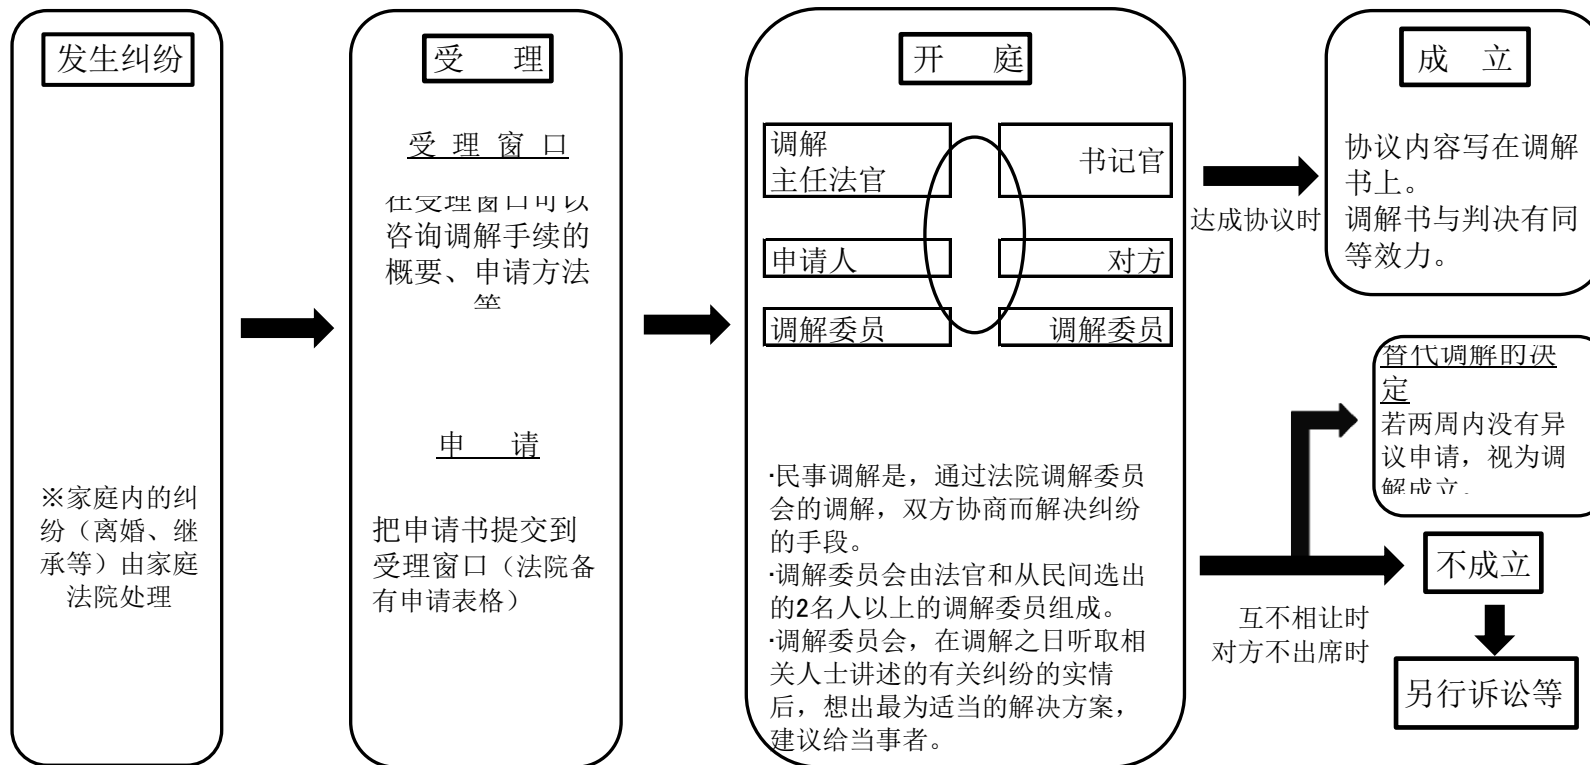 发生纠纷
※家庭内的纠
纷（离婚、继
承等）由家庭
法院处理
受 理
受理窗口
在受理窗口可以
咨询调解手续的
概要、申请方法
等
申 请
把申请书提交到
受理窗口（法院备
有申请表格）
开 庭
调解
主任法官
书记官
申请人
对方
调解委员
调解委员
·民事调解是，通过法院调解委员
会的调解，双方协商而解决纠纷
的手段。
·调解委员会由法官和从民间选出
的2名人以上的调解委员组成。
·调解委员会，在调解之日听取相
关人士讲述的有关纠纷的实情
后，想出最为适当的解决方案，
建议给当事者。
达成协议时
成 立
协议内容写在调解
书上。
调解书与判决有同
等效力。
替代调解的决
定
若两周内没有异
议申请，视为调
解成立。
互不相让时
对方不出席时
不成立
另行诉讼等